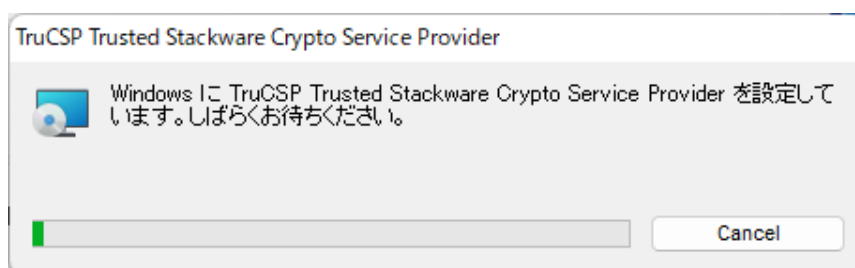 TruCSP Trusted Stackware Crypto Service Provider
Windows に TruCSP Trusted Stackware Crypto Service Provider を設定して
います。しばらくお待ちください。
Cancel